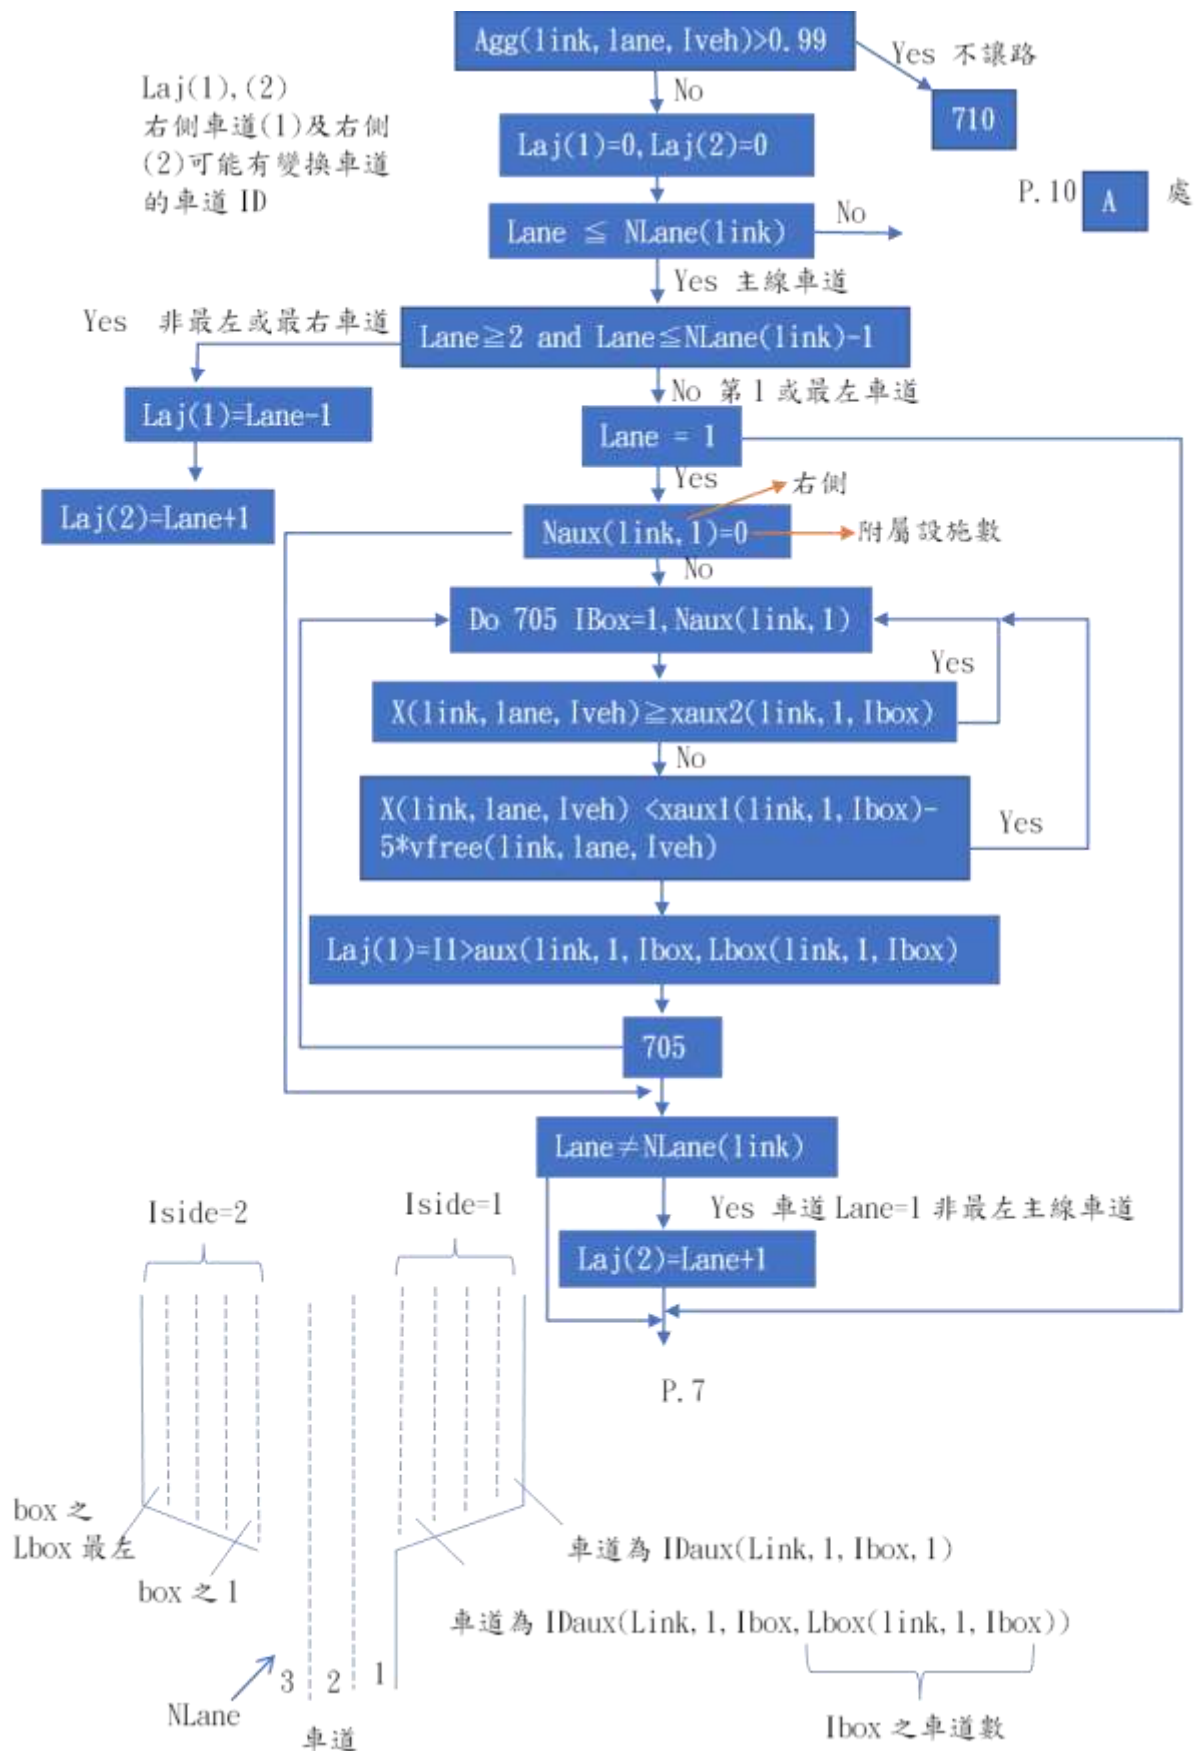 Agg(link,lane,Iveh)>0.99
Yes 不讓路
No
710
Laj(1),(2)
右側車道(1)及右側
(2)可能有變換車道
的車道 ID
Laj(1)=0,Laj(2)=0
P.10 A 處
Lane ≦ NLane(link)
No
Yes 主線車道
Yes 非最左或最右車道
Lane≧2 and Lane≦NLane(link)-1
No 第 1 或最左車道
Laj(1)=Lane-1
Lane = 1
Yes
右側
Laj(2)=Lane+1
Naux(link,1)=0
附屬設施數
No
Do 705 IBox=1,Naux(link,1)
Yes
X(link,lane,Iveh)≧xaux2(link,1,Ibox)
No
X(link,lane,Iveh) <xaux1(link,1,Ibox)-
5*vfree(link,lane,Iveh)
Yes
Laj(1)=I1>aux(link,1,Ibox,Lbox(link,1,Ibox)
705
Lane≠NLane(link)
Yes 車道 Lane=1 非最左主線車道
Laj(2)=Lane+1
P.7
Iside=2
Iside=1
box 之
Lbox 最左
box 之 1
車道為 IDaux(Link,1,Ibox,1)
車道為 IDaux(Link,1,Ibox,Lbox(link,1,Ibox))
Ibox 之車道數
3 2 1
NLane
車道